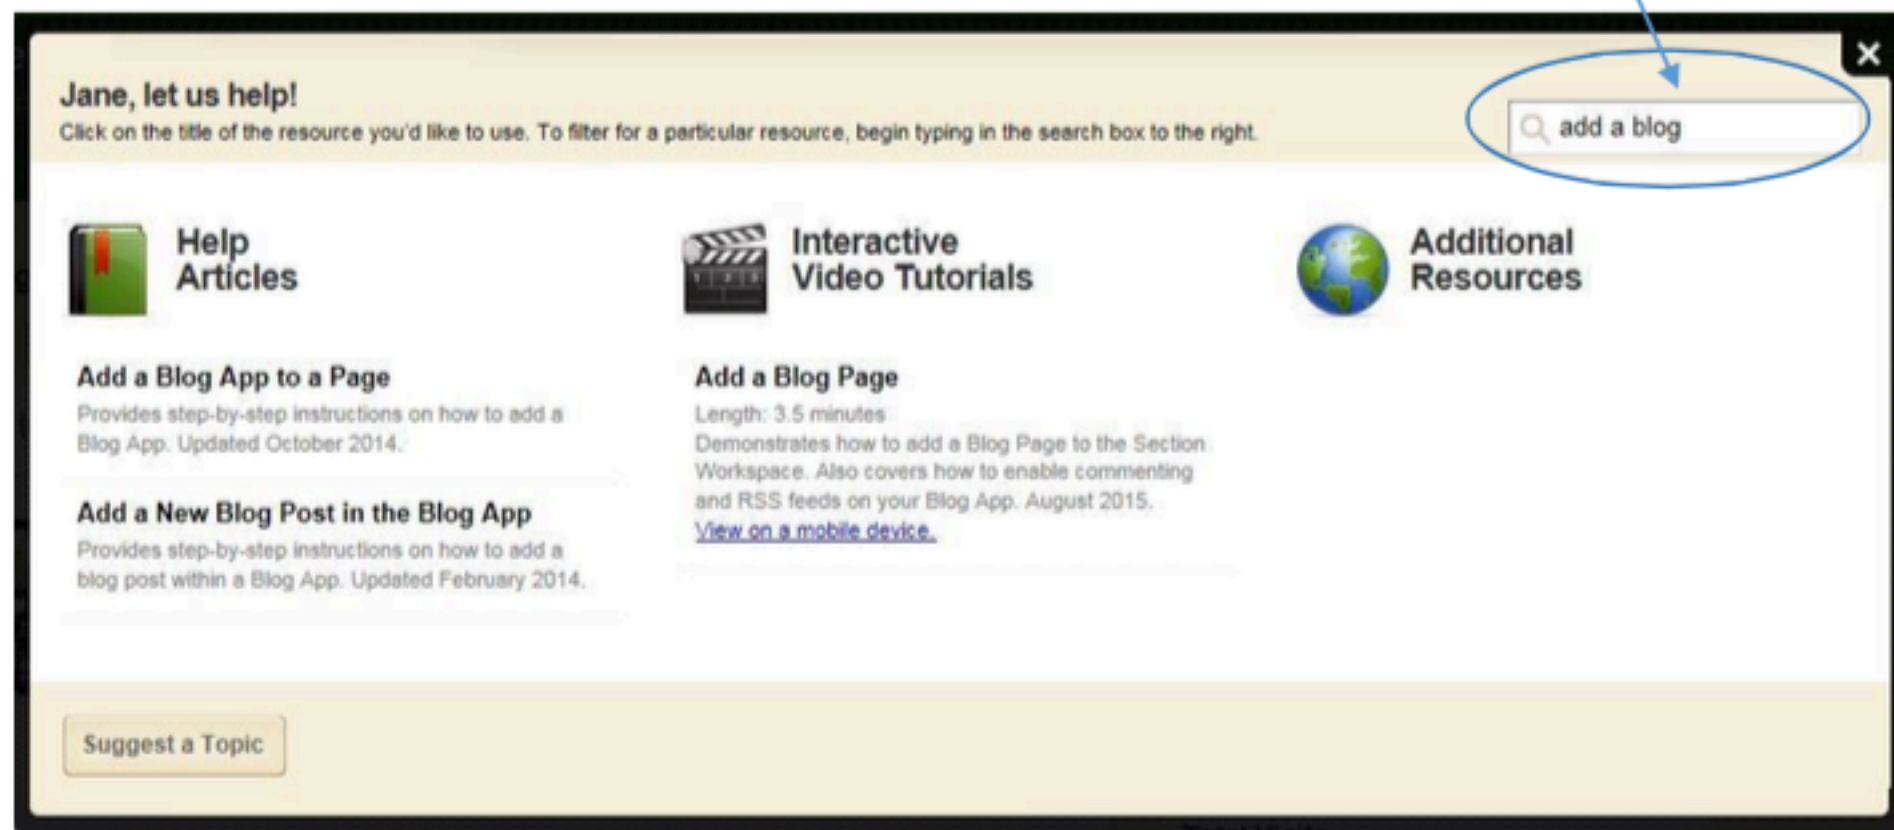 Jane, let us help!
Click on the title of the resource you'd like to use. To filter for a particular resource, begin typing in the search box to the right.
add a blog
Help
Articles
Add a Blog App to a Page
Provides step-by-step instructions on how to add a
Blog App. Updated October 2014.
Add a New Blog Post in the Blog App
Provides step-by-step instructions on how to add a
blog post within a Blog App. Updated February 2014.
Interactive
Video Tutorials
Add a Blog Page
Length: 3.5 minutes
Demonstrates how to add a Blog Page to the Section
Workspace. Also covers how to enable commenting
and RSS feeds on your Blog App. August 2015.
View on a mobile device.
Additional
Resources
Suggest a Topic